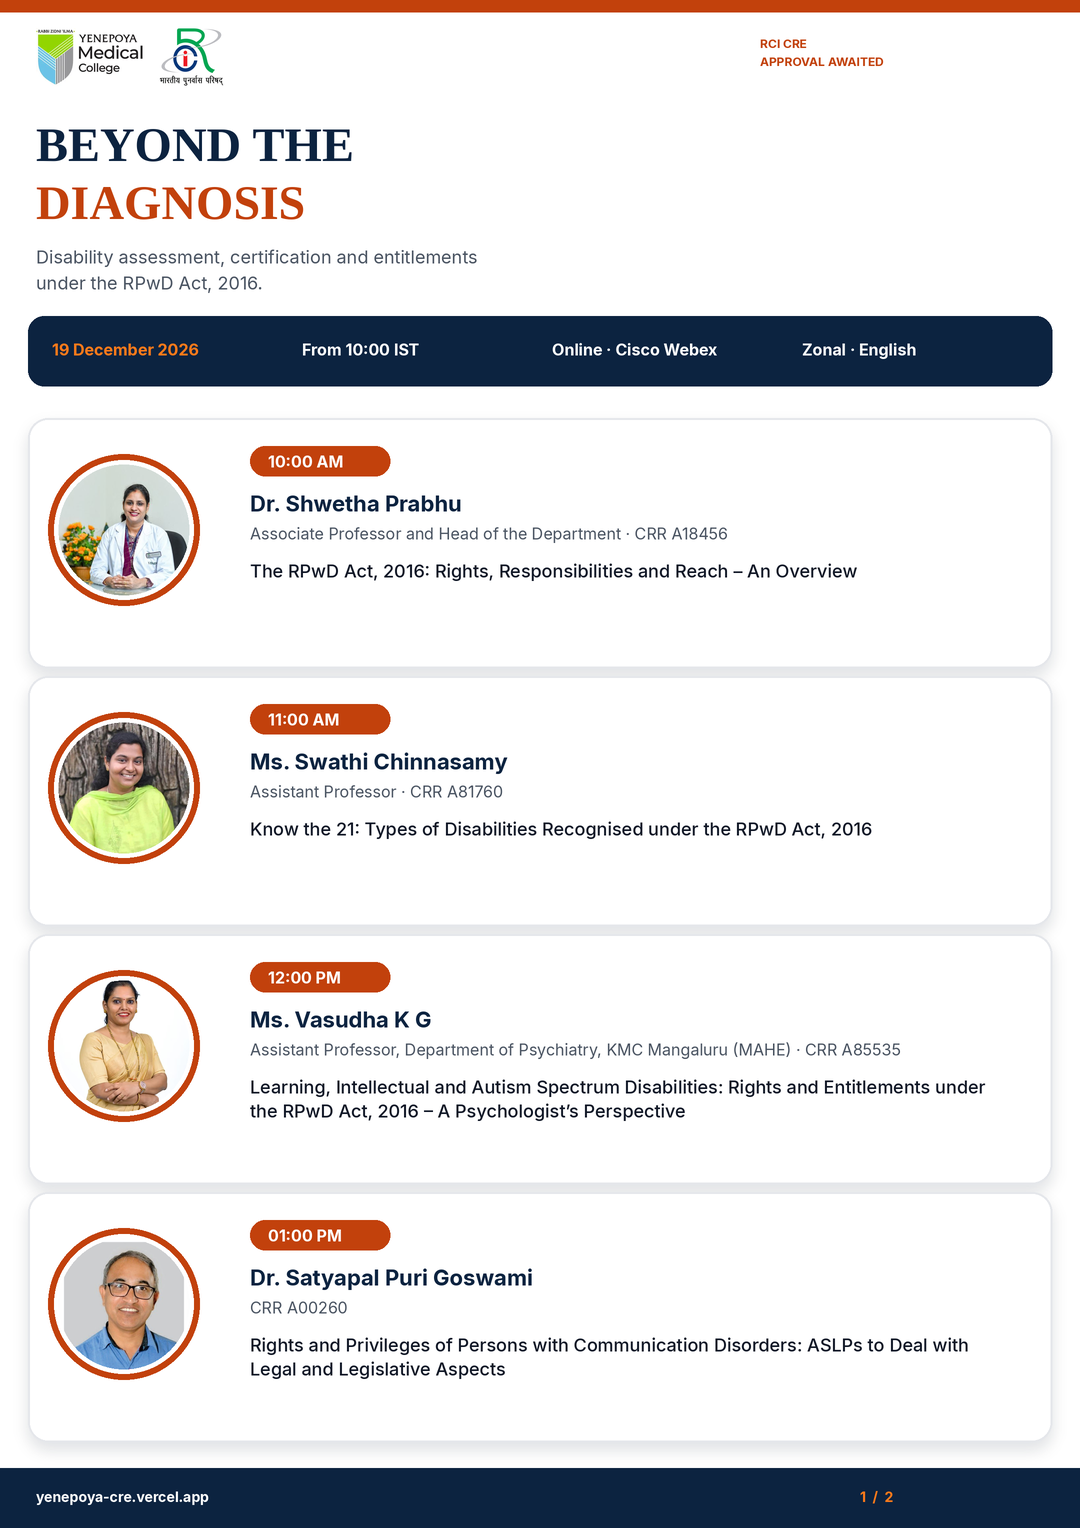 RABBI ZIDNI 'ILMA
YENEPOYA
Medical
College
भारतीय पुनर्वास परिषद्
RCI CRE
APPROVAL AWAITED
BEYOND THE
DIAGNOSIS
Disability assessment, certification and entitlements
under the RPwD Act, 2016.
19 December 2026 From 10:00 IST Online · Cisco Webex Zonal · English
10:00 AM
Dr. Shwetha Prabhu
Associate Professor and Head of the Department · CRR A18456
The RPwD Act, 2016: Rights, Responsibilities and Reach – An Overview
11:00 AM
Ms. Swathi Chinnasamy
Assistant Professor · CRR A81760
Know the 21: Types of Disabilities Recognised under the RPwD Act, 2016
12:00 PM
Ms. Vasudha K G
Assistant Professor, Department of Psychiatry, KMC Mangaluru (MAHE) · CRR A85535
Learning, Intellectual and Autism Spectrum Disabilities: Rights and Entitlements under
the RPwD Act, 2016 – A Psychologist’s Perspective
01:00 PM
Dr. Satyapal Puri Goswami
CRR A00260
Rights and Privileges of Persons with Communication Disorders: ASLPs to Deal with
Legal and Legislative Aspects
yenepoya-cre.vercel.app 1 / 2